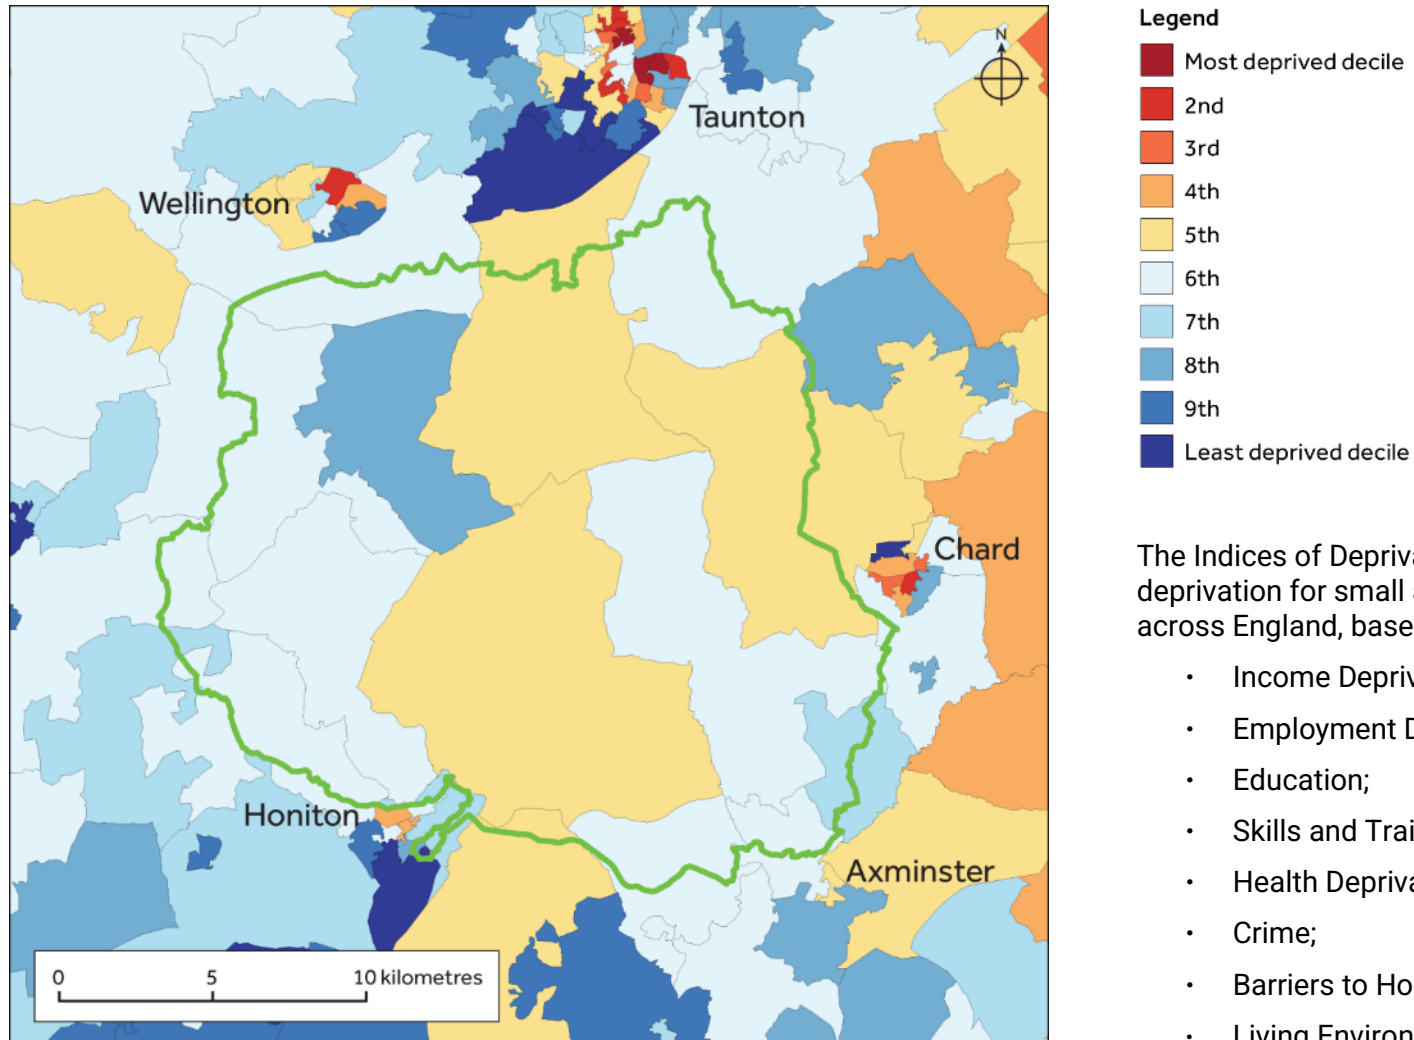 Legend
N
Most deprived decile
2nd
3rd
4th
5th
6th
7th
8th
9th
Least deprived decile
Taunton
Wellington
Chard
Honiton
Axminster
0 5 10 kilometres
The Indices of Depriva
deprivation for small
across England, base
• Income Depriv
• Employment D
• Education;
• Skills and Trai
• Health Depriva
• Crime;
• Barriers to Ho
• Living Environ